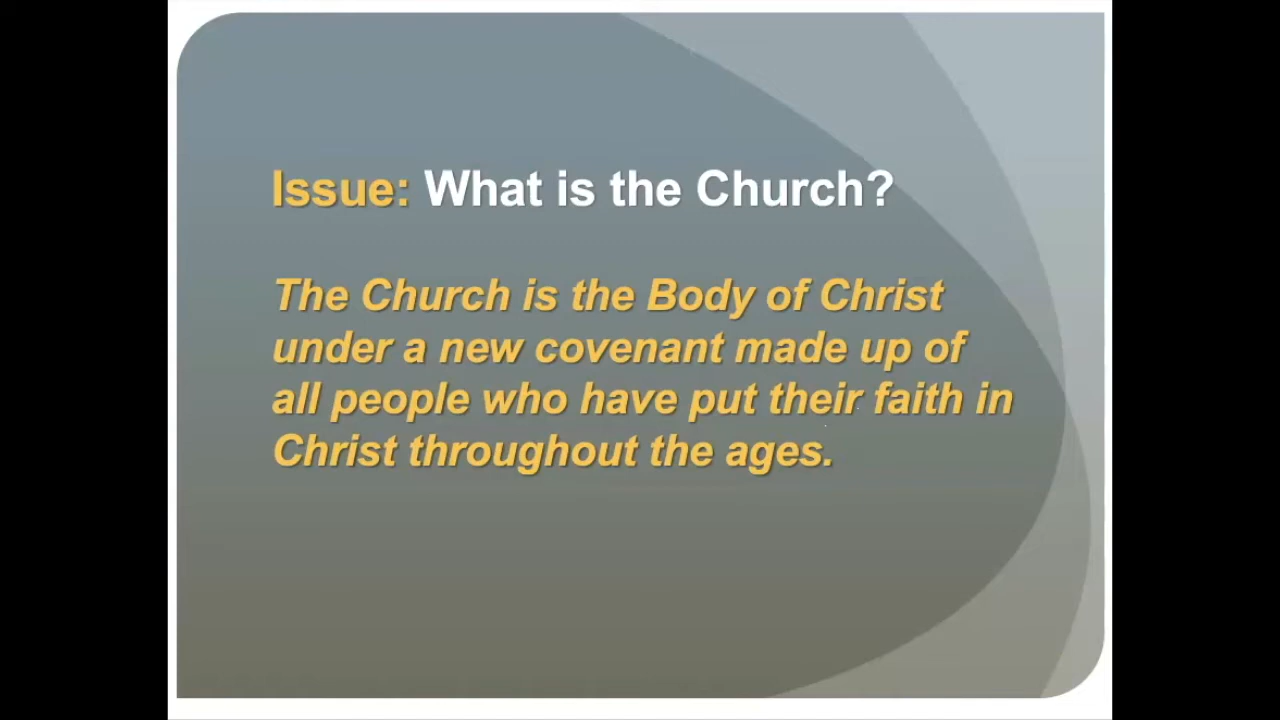 Issue: What is the Church?
The Church is the Body of Christ
under a new covenant made up of
all people who have put their faith in
Christ throughout the ages.